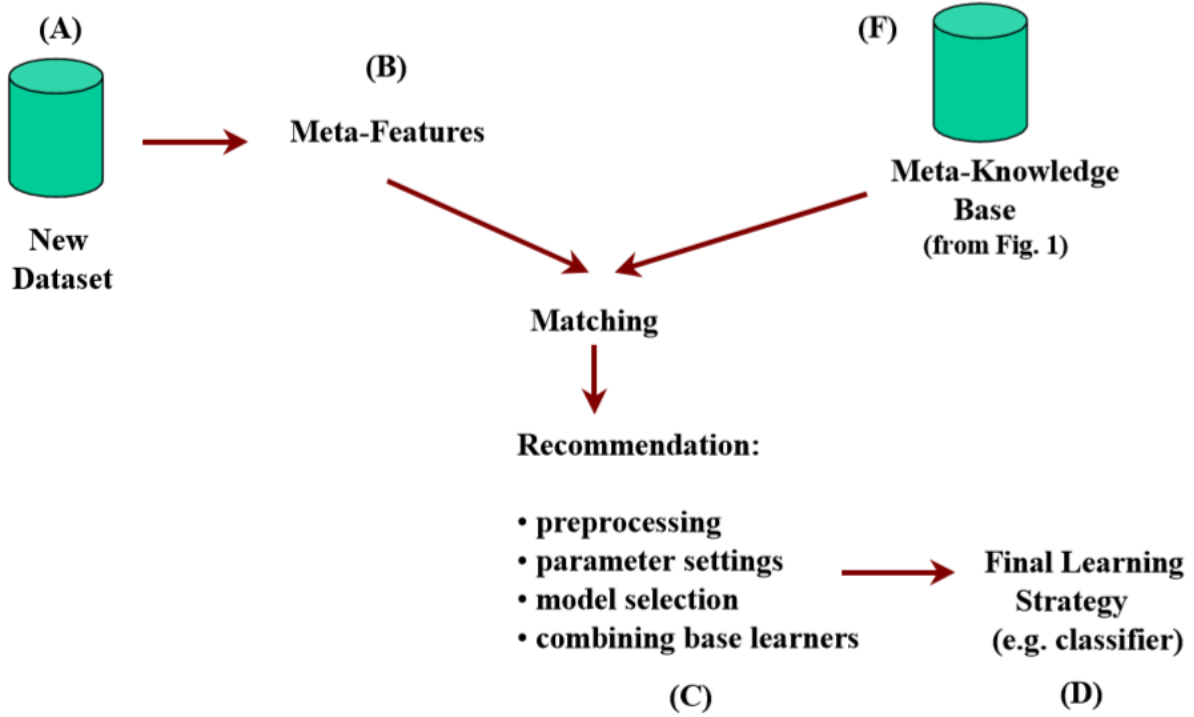 (A)
New
Dataset
(B)
Meta-Features
(F)
Meta-Knowledge
Base
(from Fig. 1)
Matching
Recommendation:
• preprocessing
• parameter settings
• model selection
• combining base learners
(C)
Final Learning
Strategy
(e.g. classifier)
(D)